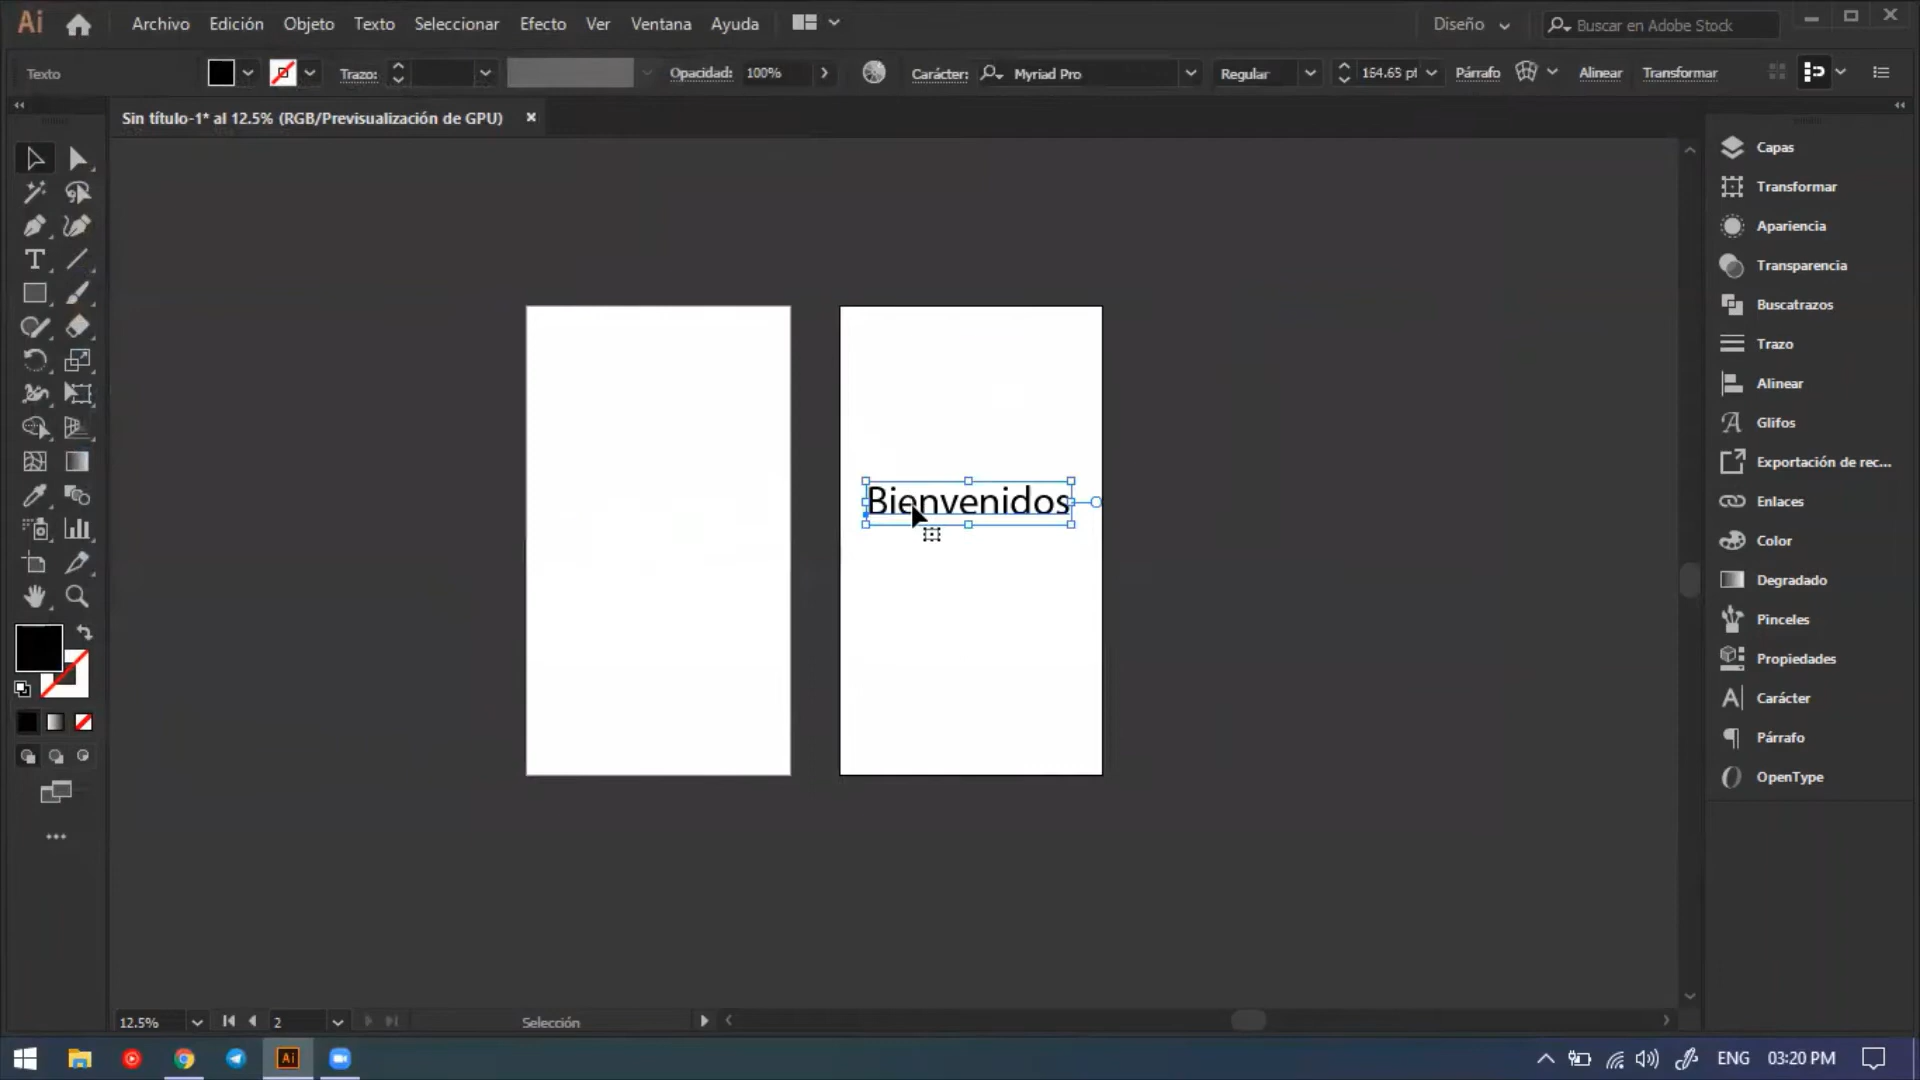 Ai Archivo Edición Objeto Texto Seleccionar Efecto Ver Ventana Ayuda Diseño Buscar en Adobe Stock
Texto Trazo: Opacidad: 100% Carácter: Myriad Pro Regular 164.65 pt Párrafo Alinear Transformar
Sin título-1* al 12.5% (RGB/Previsualización de GPU)
Capas
Transformar
Apariencia
Transparencia
Buscatrazos
Trazo
Alinear
Glifos
Exportación de rec...
Enlaces
Color
Degradado
Pinceles
Propiedades
Carácter
Párrafo
OpenType
Bienvenidos
12.5% 2 Selección
Ai ENG 03:20 PM